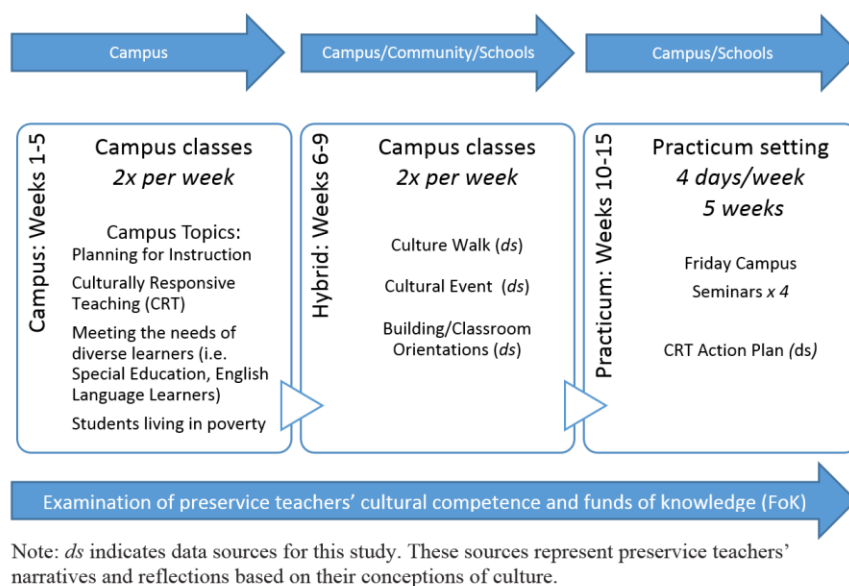 Campus
Campus/Community/Schools
Campus/Schools
Campus: Weeks 1-5
Campus classes
2x per week
Campus Topics:
Planning for Instruction
Culturally Responsive
Teaching (CRT)
Meeting the needs of
diverse learners (i.e.
Special Education, English
Language Learners)
Students living in poverty
Hybrid: Weeks 6-9
Campus classes
2x per week
Culture Walk (ds)
Cultural Event (ds)
Building/Classroom
Orientations (ds)
Practicum: Weeks 10-15
Practicum setting
4 days/week
5 weeks
Friday Campus
Seminars x 4
CRT Action Plan (ds)
Examination of preservice teachers’ cultural competence and funds of knowledge (FoK)
Note: ds indicates data sources for this study. These sources represent preservice teachers’
narratives and reflections based on their conceptions of culture.